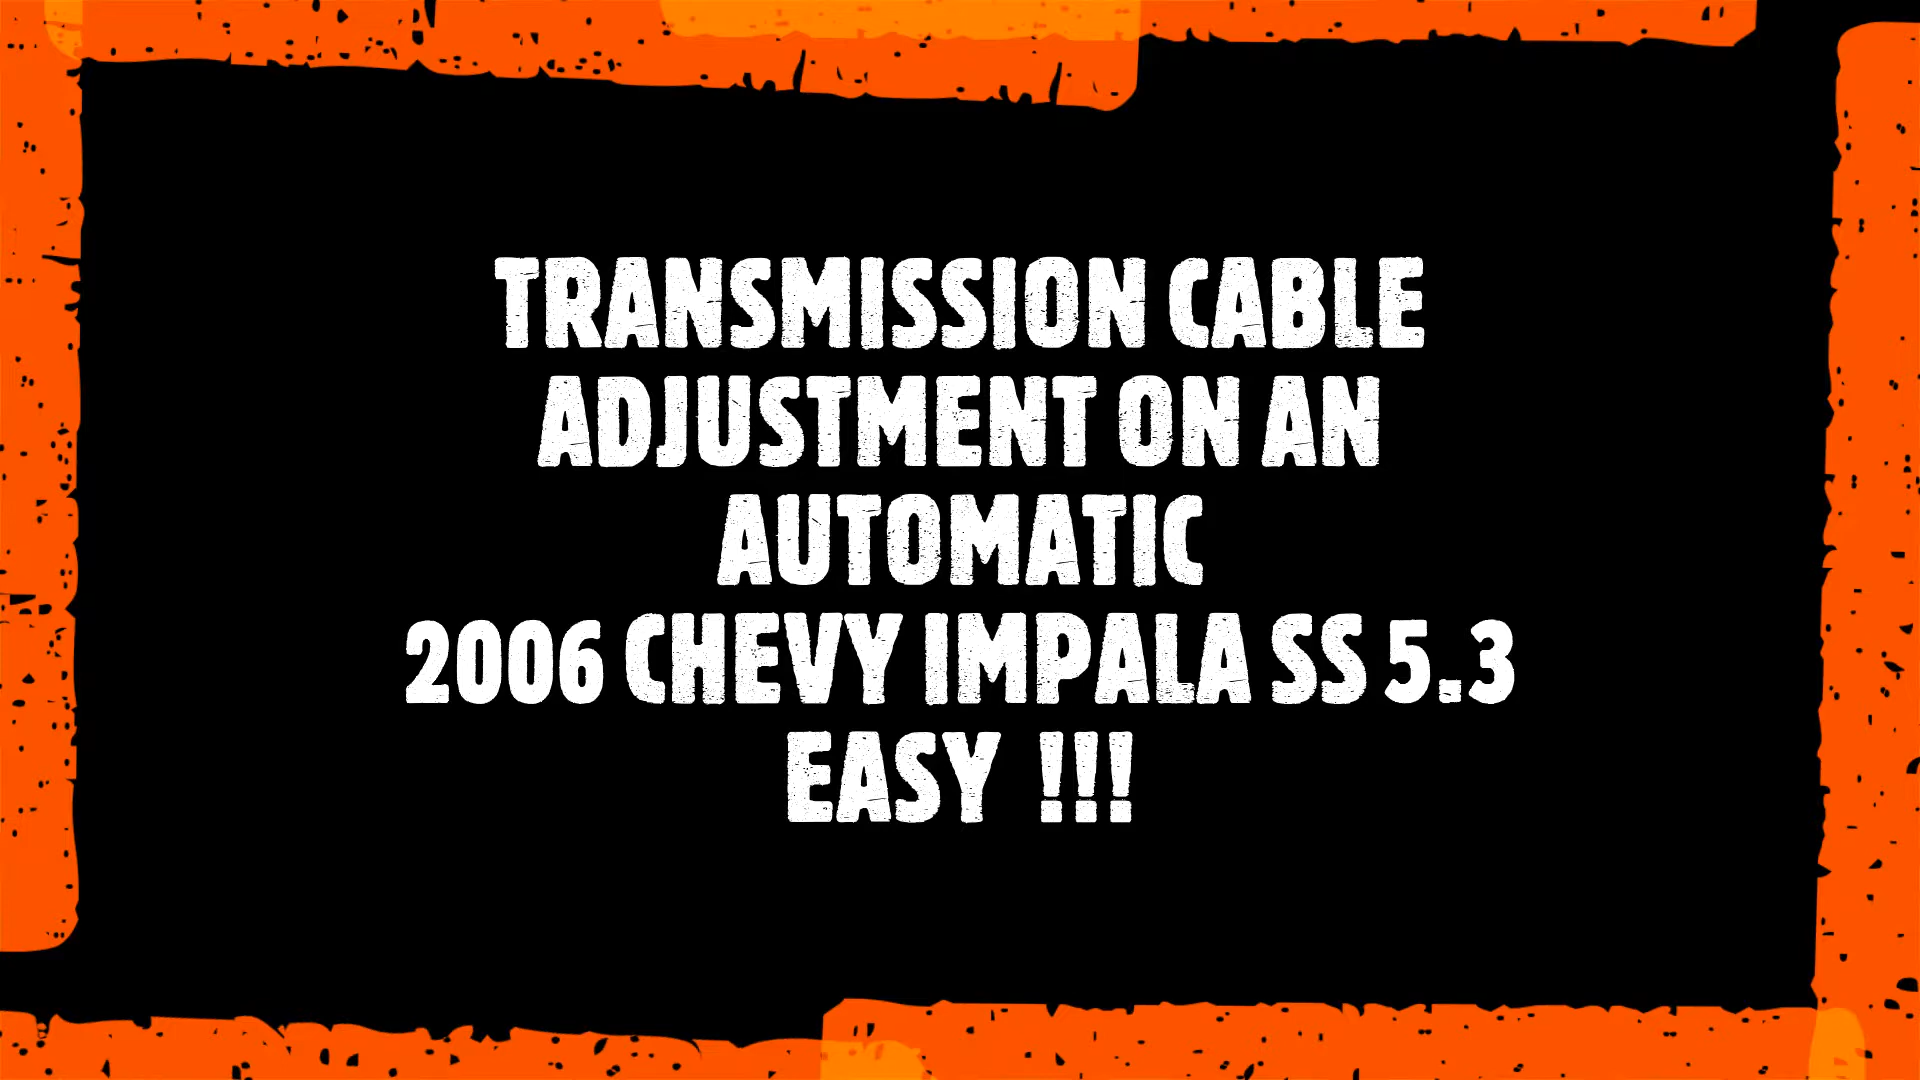 TRANSMISSION CABLE
ADJUSTMENT ON AN
AUTOMATIC
2006 CHEVY IMPALA SS 5.3
EASY !!!